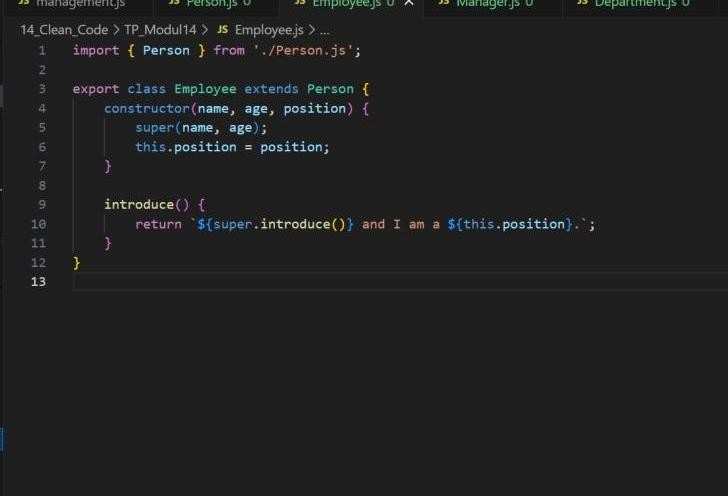 JS management.js JS Person.js U JS Employee.js U × JS Manager.js U JS Department.js U
14_Clean_Code > TP_Modul14 > JS Employee.js > ...
1 import { Person } from './Person.js';
2
3 export class Employee extends Person {
4 constructor(name, age, position) {
5 super(name, age);
6 this.position = position;
7 }
8
9 introduce() {
10 return `${super.introduce()} and I am a ${this.position}.`;
11 }
12 }
13